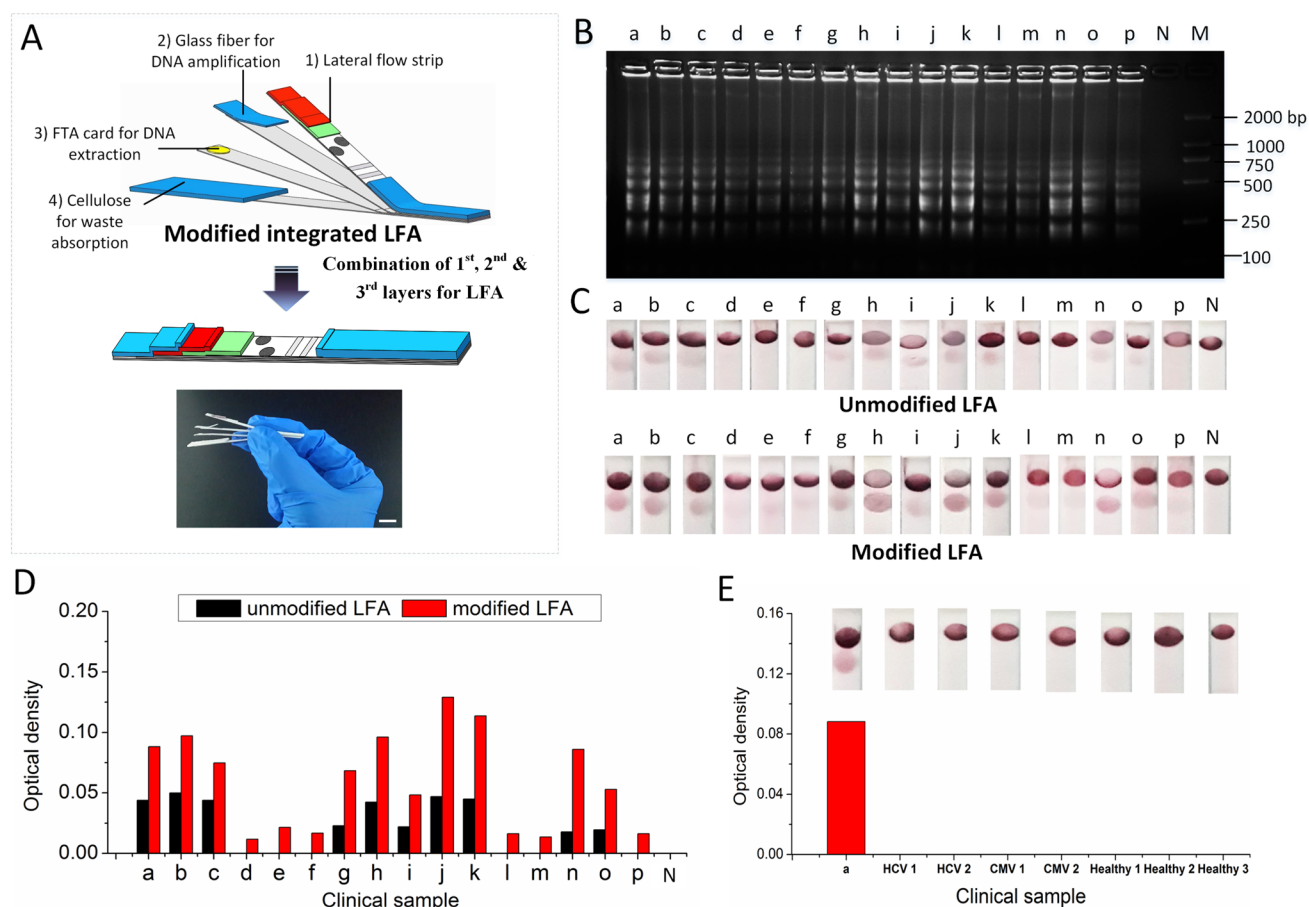 A
2) Glass fiber for
DNA amplification
1) Lateral flow strip
3) FTA card for DNA
extraction
4) Cellulose
for waste
absorption
Modified integrated LFA
Combination of 1st, 2nd &
3rd layers for LFA
B
a b c d e f g h i j k l m n o p N M
2000 bp
1000
750
500
250
100
C
a b c d e f g h i j k l m n o p N
Unmodified LFA
a b c d e f g h i j k l m n o p N
Modified LFA
D
unmodified LFA modified LFA
0.20
0.15
0.10
0.05
0.00
Optical density
a b c d e f g h i j k l m n o p N
Clinical sample
E
0.16
0.12
0.08
0.04
0.00
Optical density
a HCV 1 HCV 2 CMV 1 CMV 2 Healthy 1 Healthy 2 Healthy 3
Clinical sample